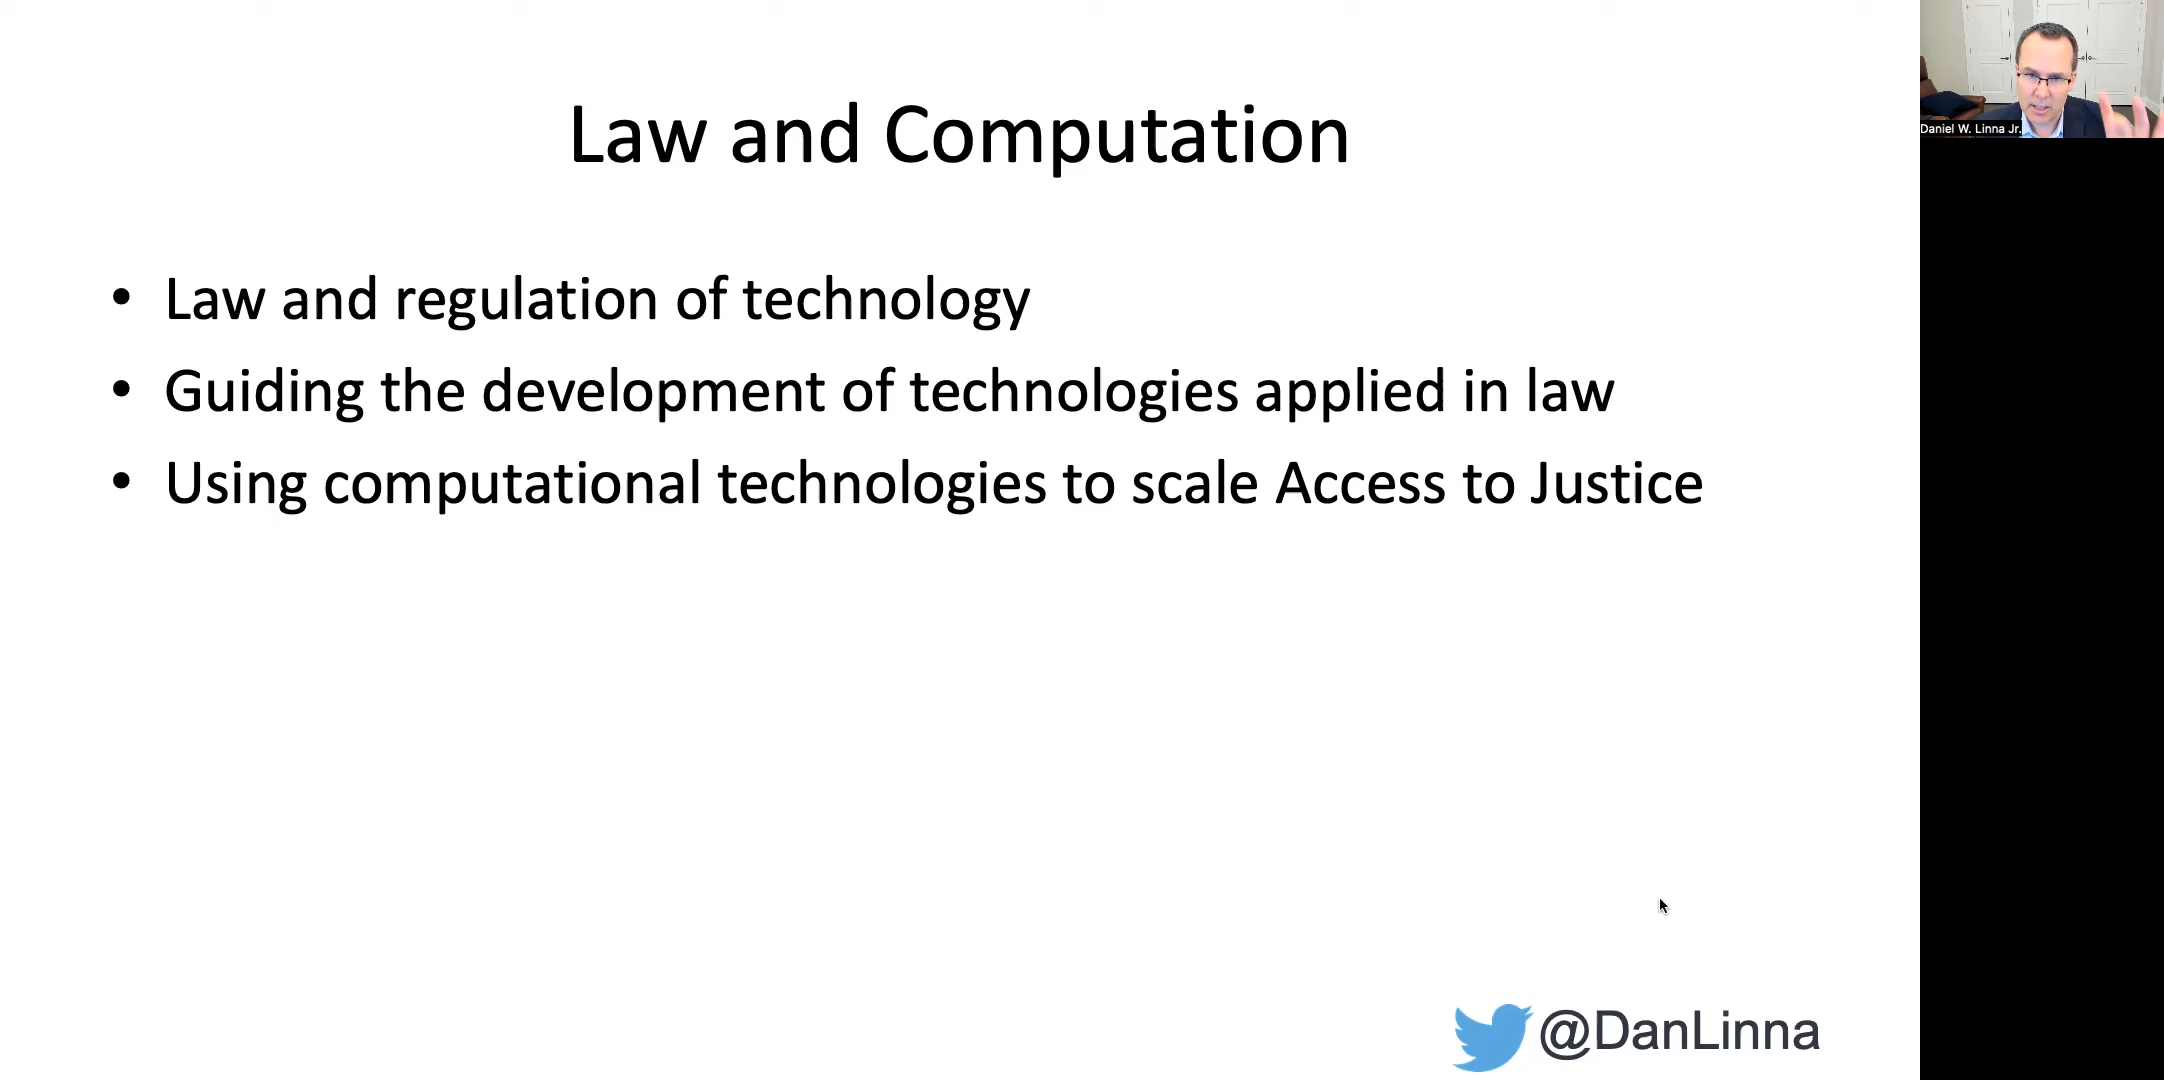 Law and Computation
• Law and regulation of technology
• Guiding the development of technologies applied in law
• Using computational technologies to scale Access to Justice
@DanLinna
Daniel W. Linna Jr.